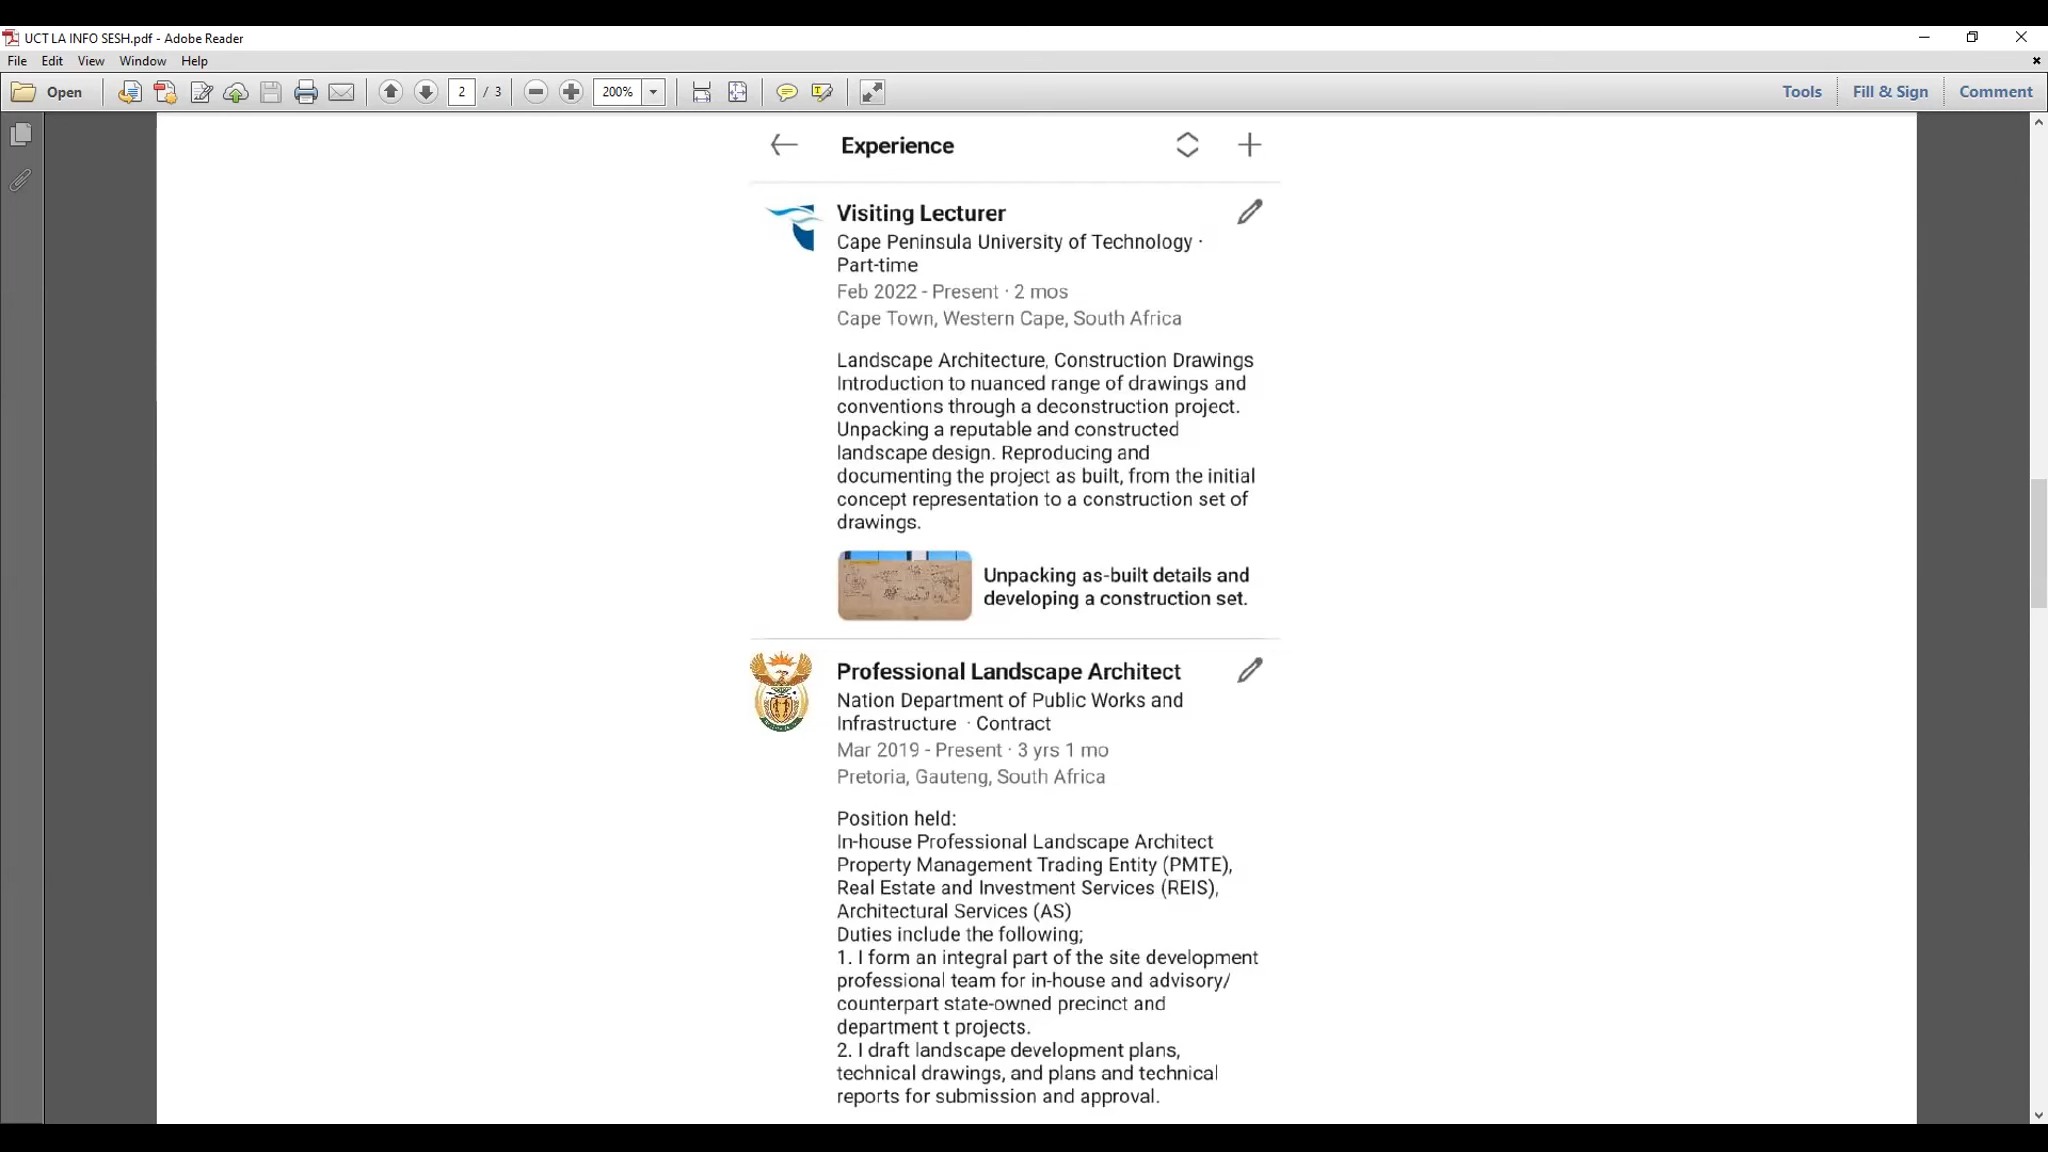 UCT LA INFO SESH.pdf - Adobe Reader
File Edit View Window Help
Open 2 / 3 200% Tools Fill & Sign Comment
Experience
Visiting Lecturer
Cape Peninsula University of Technology ·
Part-time
Feb 2022 - Present · 2 mos
Cape Town, Western Cape, South Africa
Landscape Architecture, Construction Drawings
Introduction to nuanced range of drawings and
conventions through a deconstruction project.
Unpacking a reputable and constructed
landscape design. Reproducing and
documenting the project as built, from the initial
concept representation to a construction set of
drawings.
Unpacking as-built details and
developing a construction set.
Professional Landscape Architect
Nation Department of Public Works and
Infrastructure · Contract
Mar 2019 - Present · 3 yrs 1 mo
Pretoria, Gauteng, South Africa
Position held:
In-house Professional Landscape Architect
Property Management Trading Entity (PMTE),
Real Estate and Investment Services (REIS),
Architectural Services (AS)
Duties include the following;
1. I form an integral part of the site development
professional team for in-house and advisory/
counterpart state-owned precinct and
department t projects.
2. I draft landscape development plans,
technical drawings, and plans and technical
reports for submission and approval.